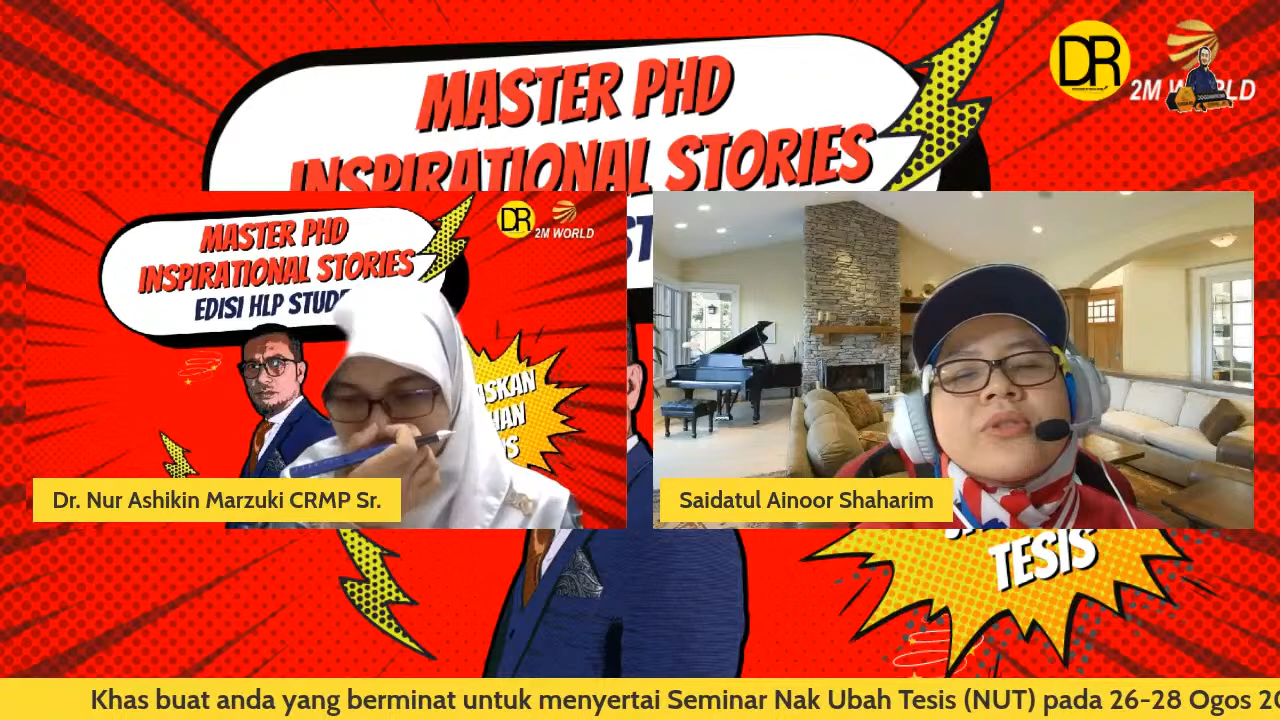 MASTER PHD
INSPIRATIONAL STORIES
DR
2M WORLD
MASTER PHD
INSPIRATIONAL STORIES
EDISI HLP
DR
2M WORLD
Dr. Nur Ashikin Marzuki CRMP Sr.
Saidatul Ainoor Shaharim
TESIS
Khas buat anda yang berminat untuk menyertai Seminar Nak Ubah Tesis (NUT) pada 26-28 Ogos